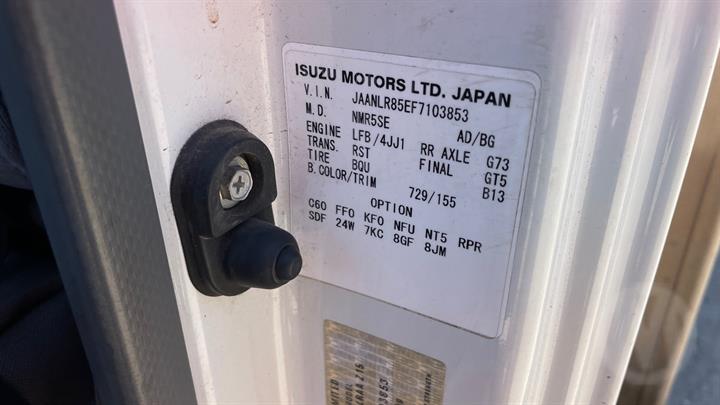 ISUZU MOTORS LTD. JAPAN
V.I.N. JAANLR85EF7103853
M.D. NMR5SE AD/BG
ENGINE LFB/4JJ1 RR AXLE G73
TRANS. RST FINAL GT5
TIRE BQU B13
B.COLOR/TRIM 729/155
OPTION
C60 FF0 KF0 NFU NT5 RPR
SDF 24W 7KC 8GF 8JM